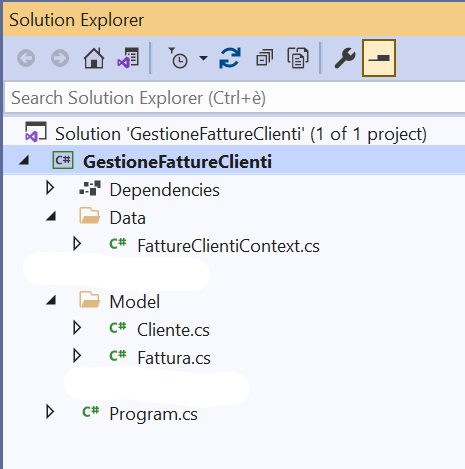 Solution Explorer
Search Solution Explorer (Ctrl+è)
Solution 'GestioneFattureClienti' (1 of 1 project)
C# GestioneFattureClienti
Dependencies
Data
C# FattureClientiContext.cs
Model
C# Cliente.cs
C# Fattura.cs
C# Program.cs